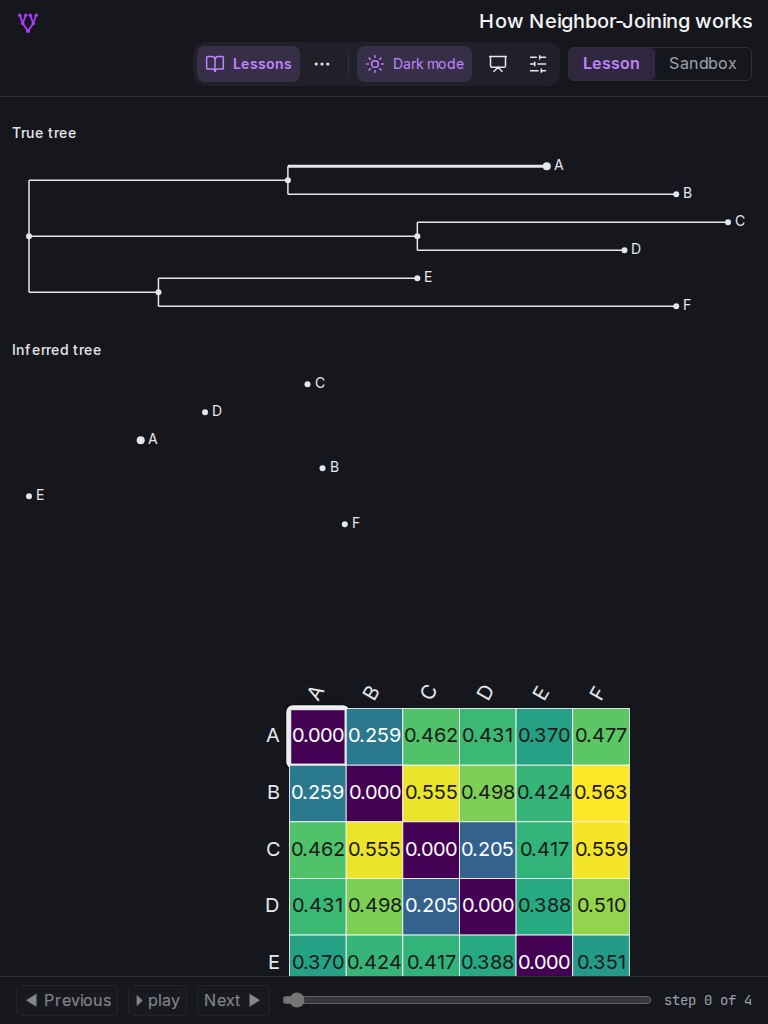 How Neighbor-Joining works
Lessons
Dark mode
Lesson
Sandbox
True tree
A
B
C
D
E
F
Inferred tree
C
D
A
B
E
F
A B C D E F
A 0.000 0.259 0.462 0.431 0.370 0.477
B 0.259 0.000 0.555 0.498 0.424 0.563
C 0.462 0.555 0.000 0.205 0.417 0.559
D 0.431 0.498 0.205 0.000 0.388 0.510
E 0.370 0.424 0.417 0.388 0.000 0.351
Previous play Next step 0 of 4